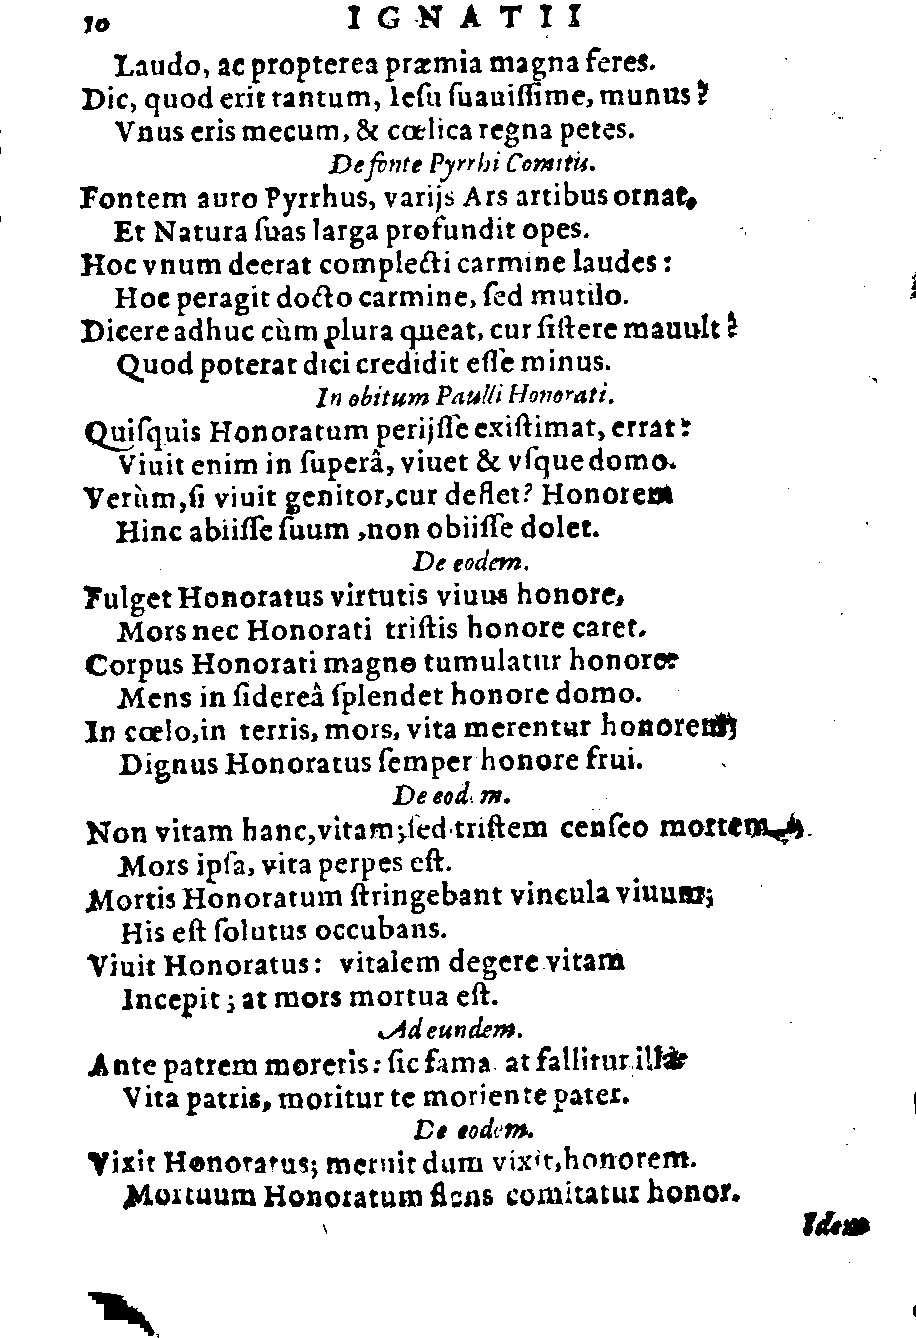 10 IGNATII
Laudo, ac propterea præmia magna feres.
Dic, quod erit tantum, Ieſu ſuauiſſime, munus?
Vnus eris mecum, & cœlica regna petes.
De fonte Pyrrhi Comitis.
Fontem auro Pyrrhus, varijs Ars artibus ornat,
Et Natura ſuas larga profundit opes.
Hoc vnum deerat complecti carmine laudes:
Hoc peragit docto carmine, ſed mutilo.
Dicere adhuc cùm plura queat, cur ſiſtere mauult?
Quod poterat dici credidit eſſe minus.
In obitum Paulli Honorati.
Quiſquis Honoratum perijſſe exiſtimat, errat:
Viuit enim in ſuperâ, viuet & vſque domo.
Verùm, ſi viuit genitor, cur deflet? Honorem
Hinc abiiſſe ſuum, non obiiſſe dolet.
De eodem.
Fulget Honoratus virtutis viuus honore,
Mors nec Honorati triſtis honore caret.
Corpus Honorati magno tumulatur honore:
Mens in ſidereâ ſplendet honore domo.
In cœlo, in terris, mors, vita merentur honorem;
Dignus Honoratus ſemper honore frui.
De eodem.
Non vitam hanc, vitam; ſed triſtem cenſeo mortem
Mors ipſa, vita perpes eſt.
Mortis Honoratum ſtringebant vincula viuum;
His eſt ſolutus occubans.
Viuit Honoratus: vitalem degere vitam
Incepit; at mors mortua eſt.
Ad eundem.
Ante patrem moreris: ſic fama. at fallitur illa:
Vita patris, moritur te moriente pater.
De eodem.
Vixit Honoratus; meruit dum vixit, honorem.
Mortuum Honoratum flens comitatur honor.
Idem